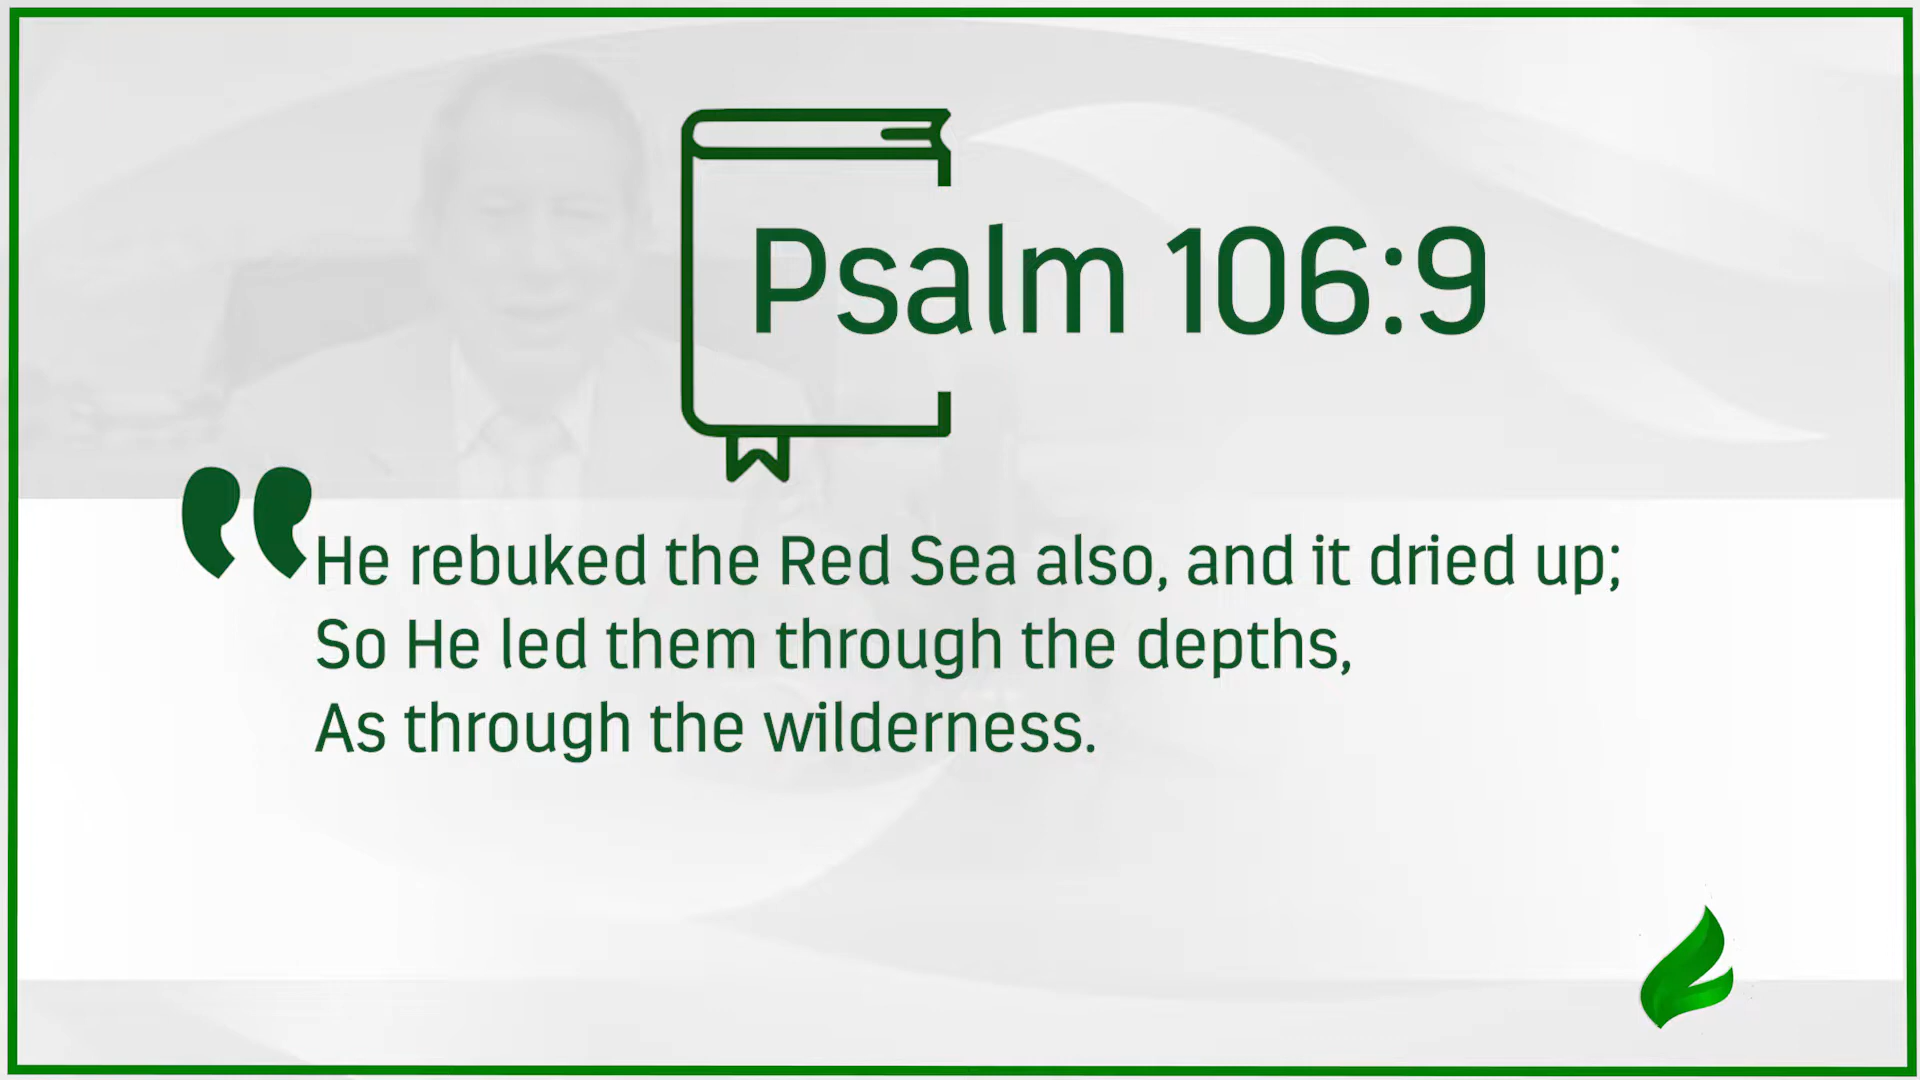 Psalm 106:9
“He rebuked the Red Sea also, and it dried up;
So He led them through the depths,
As through the wilderness.